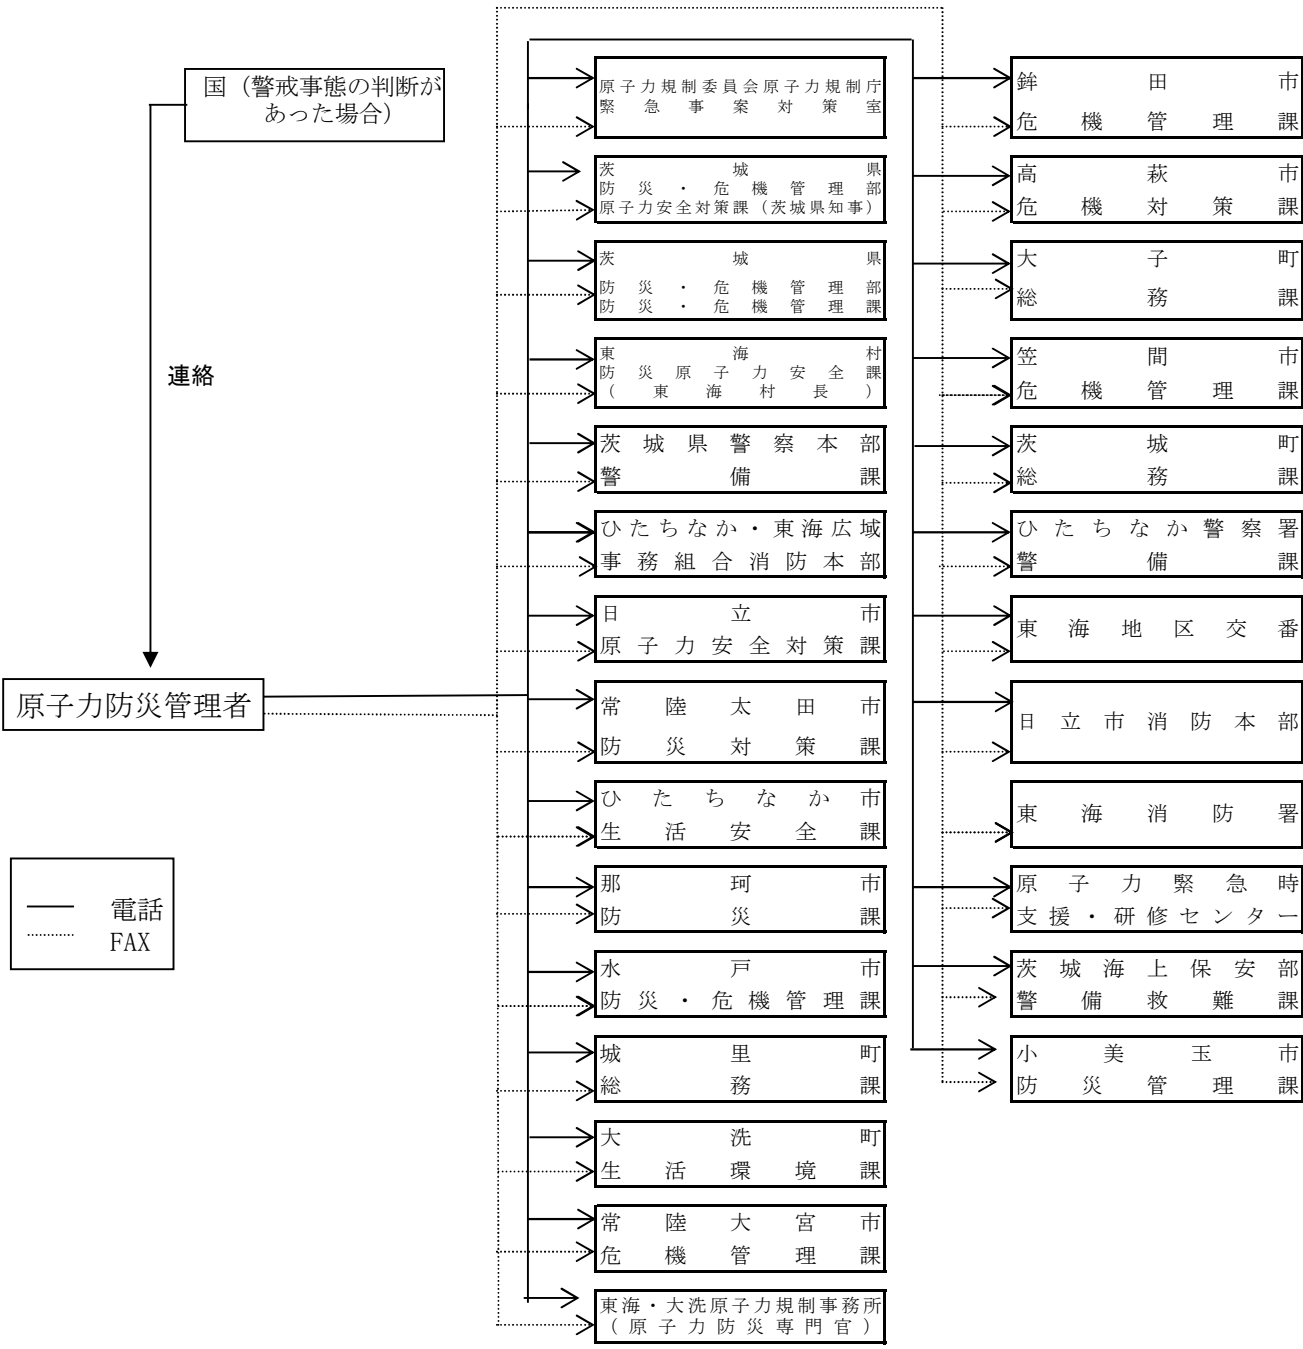 国（警戒事態の判断が
あった場合）
連絡
原子力防災管理者
電話
FAX
原子力規制委員会原子力規制庁
緊急事案対策室
茨城県
防災・危機管理部
原子力安全対策課（茨城県知事）
茨城県
防災・危機管理部
防災・危機管理課
東海村
防災原子力安全課
（東海村長）
茨城県警察本部
警備課
ひたちなか・東海広域
事務組合消防本部
日立市
原子力安全対策課
常陸太田市
防災対策課
ひたちなか市
生活安全課
那珂市
防災課
水戸市
防災・危機管理課
城里町
総務課
大洗町
生活環境課
常陸大宮市
危機管理課
東海・大洗原子力規制事務所
（原子力防災専門官）
鉾田市
危機管理課
高萩市
危機対策課
大子町
総務課
笠間市
危機管理課
茨城町
総務課
ひたちなか警察署
警備課
東海地区交番
日立市消防本部
東海消防署
原子力緊急時
支援・研修センター
茨城海上保安部
警備救難課
小美玉市
防災管理課